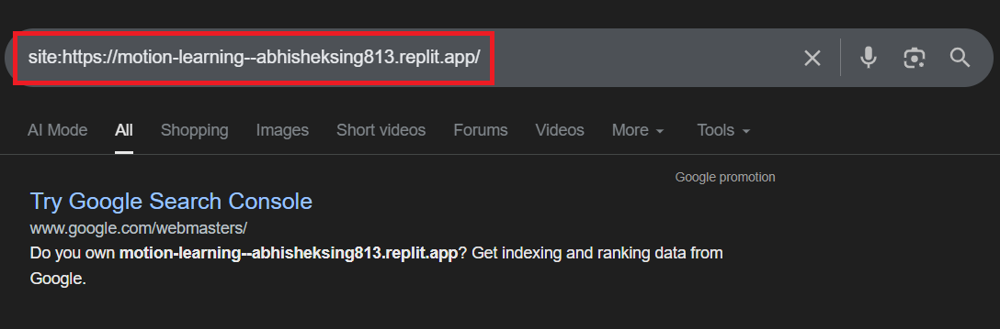 site:https://motion-learning--abhisheksing813.replit.app/
AI Mode All Shopping Images Short videos Forums Videos More Tools
Google promotion
Try Google Search Console
www.google.com/webmasters/
Do you own motion-learning--abhisheksing813.replit.app? Get indexing and ranking data from
Google.